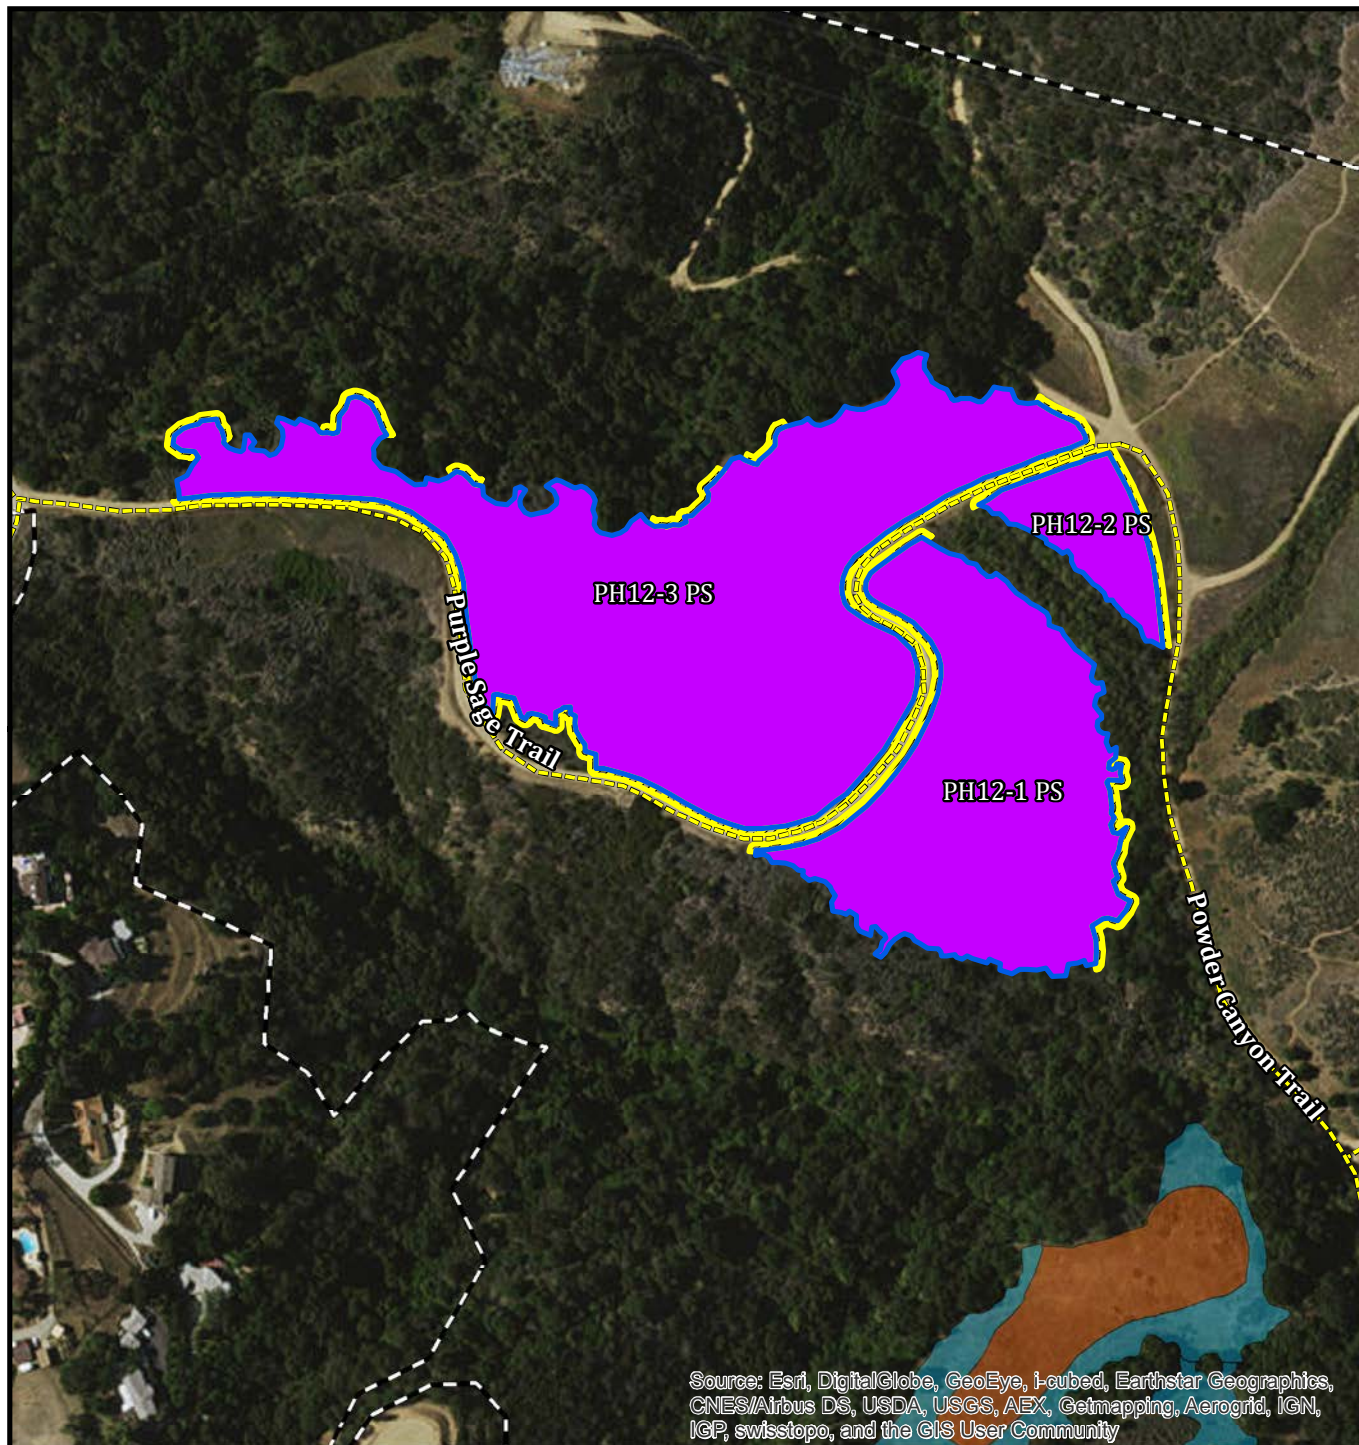 PH12-2 PS
PH12-3 PS
Purple Sage Trail
PH12-1 PS
Powder Canyon Trail
Source: Esri, DigitalGlobe, GeoEye, i-cubed, Earthstar Geographics,
CNES/Airbus DS, USDA, USGS, AEX, Getmapping, Aerogrid, IGN,
IGP, swisstopo, and the GIS User Community